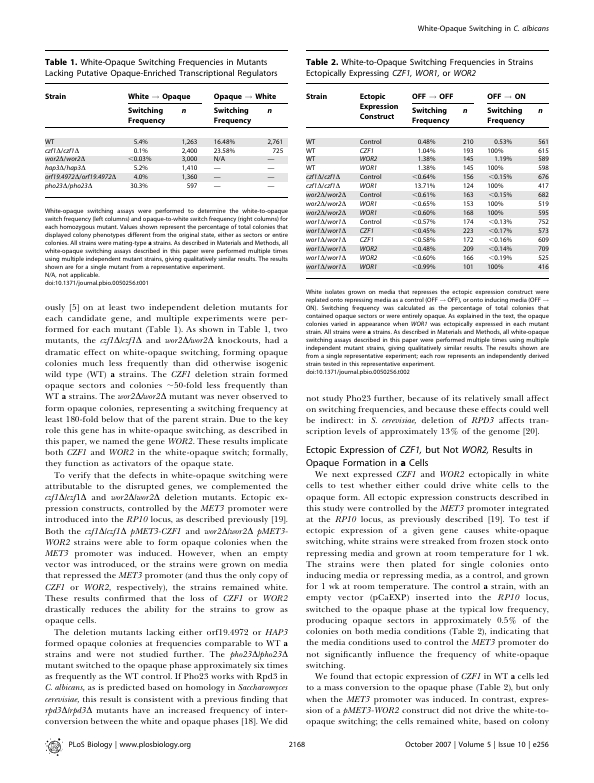 White-Opaque Switching in C. albicans
Table 1. White-Opaque Switching Frequencies in Mutants
Lacking Putative Opaque-Enriched Transcriptional Regulators
Strain White → Opaque Opaque → White
Switching Frequency n Switching Frequency n
WT 5.4% 1,263 16.48% 2,761
czf1Δ/czf1Δ 0.1% 2,400 23.58% 725
wor2Δ/wor2Δ <0.03% 3,000 N/A —
hap3Δ/hap3Δ 5.2% 1,410 — —
orf19.4972Δ/orf19.4972Δ 4.0% 1,360 — —
pho23Δ/pho23Δ 30.3% 597 — —
White-opaque switching assays were performed to determine the white-to-opaque
switch frequency (left columns) and opaque-to-white switch frequency (right columns) for
each homozygous mutant. Values shown represent the percentage of total colonies that
displayed colony phenotypes different from the original state, either as sectors or entire
colonies. All strains were mating-type a strains. As described in Materials and Methods, all
white-opaque switching assays described in this paper were performed multiple times
using multiple independent mutant strains, giving qualitatively similar results. The results
shown are for a single mutant from a representative experiment.
N/A, not applicable.
doi:10.1371/journal.pbio.0050256.t001
ously [5] on at least two independent deletion mutants for
each candidate gene, and multiple experiments were per-
formed for each mutant (Table 1). As shown in Table 1, two
mutants, the czf1Δ/czf1Δ and wor2Δ/wor2Δ knockouts, had a
dramatic effect on white-opaque switching, forming opaque
colonies much less frequently than did otherwise isogenic
wild type (WT) a strains. The CZF1 deletion strain formed
opaque sectors and colonies ~50-fold less frequently than
WT a strains. The wor2Δ/wor2Δ mutant was never observed to
form opaque colonies, representing a switching frequency at
least 180-fold below that of the parent strain. Due to the key
role this gene has in white-opaque switching, as described in
this paper, we named the gene WOR2. These results implicate
both CZF1 and WOR2 in the white-opaque switch; formally,
they function as activators of the opaque state.
To verify that the defects in white-opaque switching were
attributable to the disrupted genes, we complemented the
czf1Δ/czf1Δ and wor2Δ/wor2Δ deletion mutants. Ectopic ex-
pression constructs, controlled by the MET3 promoter were
introduced into the RP10 locus, as described previously [19].
Both the czf1Δ/czf1Δ pMET3-CZF1 and wor2Δ/wor2Δ pMET3-
WOR2 strains were able to form opaque colonies when the
MET3 promoter was induced. However, when an empty
vector was introduced, or the strains were grown on media
that repressed the MET3 promoter (and thus the only copy of
CZF1 or WOR2, respectively), the strains remained white.
These results confirmed that the loss of CZF1 or WOR2
drastically reduces the ability for the strains to grow as
opaque cells.
The deletion mutants lacking either orf19.4972 or HAP3
formed opaque colonies at frequencies comparable to WT a
strains and were not studied further. The pho23Δ/pho23Δ
mutant switched to the opaque phase approximately six times
as frequently as the WT control. If Pho23 works with Rpd3 in
C. albicans, as is predicted based on homology in Saccharomyces
cerevisiae, this result is consistent with a previous finding that
rpd3Δ/rpd3Δ mutants have an increased frequency of inter-
conversion between the white and opaque phases [18]. We did
Table 2. White-to-Opaque Switching Frequencies in Strains
Ectopically Expressing CZF1, WOR1, or WOR2
Strain Ectopic Expression Construct OFF → OFF OFF → ON
Switching Frequency n Switching Frequency n
WT Control 0.48% 210 0.53% 561
WT CZF1 1.04% 193 100% 615
WT WOR2 1.38% 145 1.19% 589
WT WOR1 1.38% 145 100% 598
czf1Δ/czf1Δ Control <0.64% 156 <0.15% 676
czf1Δ/czf1Δ WOR1 13.71% 124 100% 417
wor2Δ/wor2Δ Control <0.61% 163 <0.15% 682
wor2Δ/wor2Δ WOR1 <0.65% 153 100% 519
wor2Δ/wor2Δ WOR1 <0.60% 168 100% 595
wor1Δ/wor1Δ Control <0.57% 174 <0.13% 752
wor1Δ/wor1Δ CZF1 <0.45% 223 <0.17% 573
wor1Δ/wor1Δ CZF1 <0.58% 172 <0.16% 609
wor1Δ/wor1Δ WOR2 <0.48% 209 <0.14% 709
wor1Δ/wor1Δ WOR2 <0.60% 166 <0.19% 525
wor1Δ/wor1Δ WOR1 <0.99% 101 100% 416
White isolates grown on media that represses the ectopic expression construct were
replated onto repressing media as a control (OFF → OFF), or onto inducing media (OFF →
ON). Switching frequency was calculated as the percentage of total colonies that
contained opaque sectors or were entirely opaque. As explained in the text, the opaque
colonies varied in appearance when WOR1 was ectopically expressed in each mutant
strain. All strains were a strains. As described in Materials and Methods, all white-opaque
switching assays described in this paper were performed multiple times using multiple
independent mutant strains, giving qualitatively similar results. The results shown are
from a single representative experiment; each row represents an independently derived
strain tested in this representative experiment.
doi:10.1371/journal.pbio.0050256.t002
not study Pho23 further, because of its relatively small affect
on switching frequencies, and because these effects could well
be indirect: in S. cerevisiae, deletion of RPD3 affects tran-
scription levels of approximately 13% of the genome [20].
Ectopic Expression of CZF1, but Not WOR2, Results in
Opaque Formation in a Cells
We next expressed CZF1 and WOR2 ectopically in white
cells to test whether either could drive white cells to the
opaque form. All ectopic expression constructs described in
this study were controlled by the MET3 promoter integrated
at the RP10 locus, as previously described [19]. To test if
ectopic expression of a given gene causes white-opaque
switching, white strains were streaked from frozen stock onto
repressing media and grown at room temperature for 1 wk.
The strains were then plated for single colonies onto
inducing media or repressing media, as a control, and grown
for 1 wk at room temperature. The control a strain, with an
empty vector (pCaEXP) inserted into the RP10 locus,
switched to the opaque phase at the typical low frequency,
producing opaque sectors in approximately 0.5% of the
colonies on both media conditions (Table 2), indicating that
the media conditions used to control the MET3 promoter do
not significantly influence the frequency of white-opaque
switching.
We found that ectopic expression of CZF1 in WT a cells led
to a mass conversion to the opaque phase (Table 2), but only
when the MET3 promoter was induced. In contrast, expres-
sion of a pMET3-WOR2 construct did not drive the white-to-
opaque switching; the cells remained white, based on colony
PLoS Biology | www.plosbiology.org
2168
October 2007 | Volume 5 | Issue 10 | e256